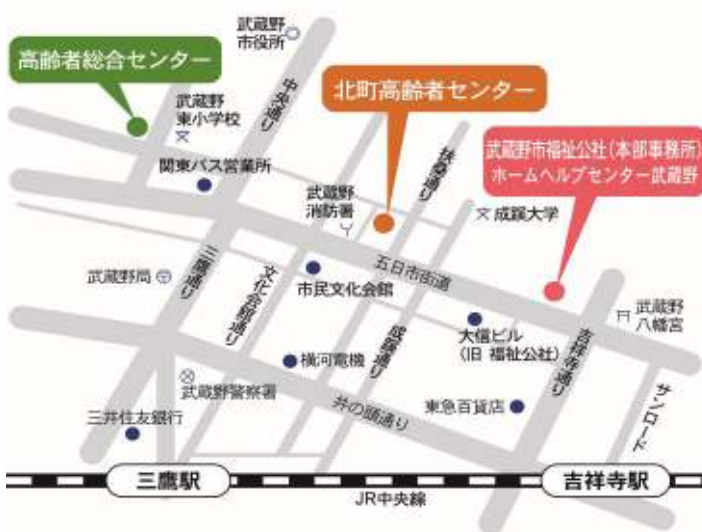 武蔵野
市役所
高齢者総合センター
中央通り
北町高齢者センター
武蔵野
東小学校
関東バス営業所
扶桑通り
武蔵野市福祉公社(本部事務所)
ホームヘルプセンター武蔵野
武蔵野
消防署
成蹊大学
三鷹通り
武蔵野局
文化会館通り
市民文化会館
五日市街道
成蹊通り
大信ビル
(旧 福祉公社)
吉祥寺通り
武蔵野
八幡宮
横河電機
武蔵野警察署
井の頭通り
東急百貨店
サンロード
三井住友銀行
三鷹駅
吉祥寺駅
JR中央線